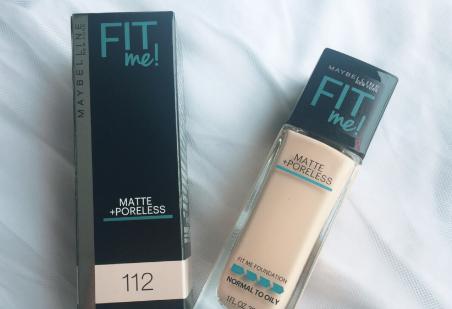 MAYBELLINE
FIT
me!
MATTE
+PORELESS
112
MAYBELLINE
NEW YORK
FIT
me!
MATTE
+PORELESS
FIT ME FOUNDATION
NORMAL TO OILY
1 FL OZ